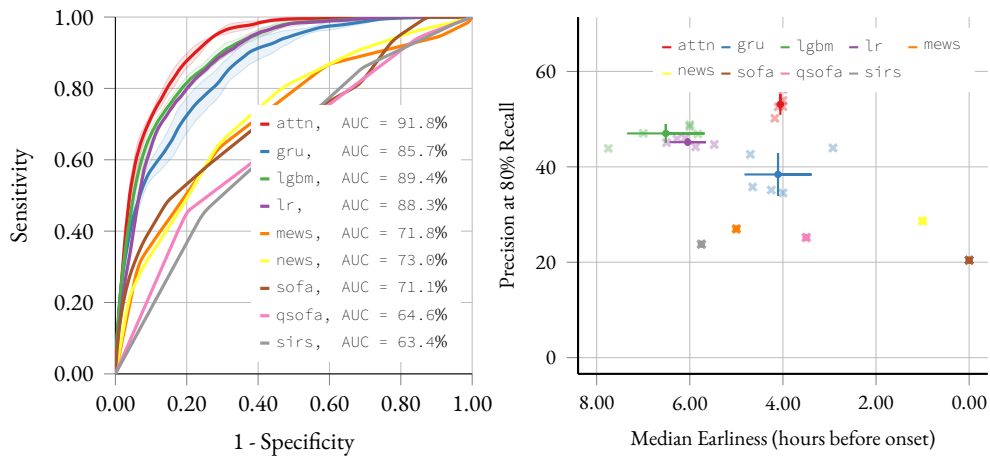 1.00
0.80
0.60
0.40
0.20
0.00
Sensitivity
attn, AUC = 91.8%
gru, AUC = 85.7%
lgbm, AUC = 89.4%
lr, AUC = 88.3%
mews, AUC = 71.8%
news, AUC = 73.0%
sofa, AUC = 71.1%
qsofa, AUC = 64.6%
sirs, AUC = 63.4%
0.00 0.20 0.40 0.60 0.80 1.00
1 - Specificity
attn gru lgbm lr mews
news sofa qsofa sirs
60
40
20
0
Precision at 80% Recall
8.00 6.00 4.00 2.00 0.00
Median Earliness (hours before onset)